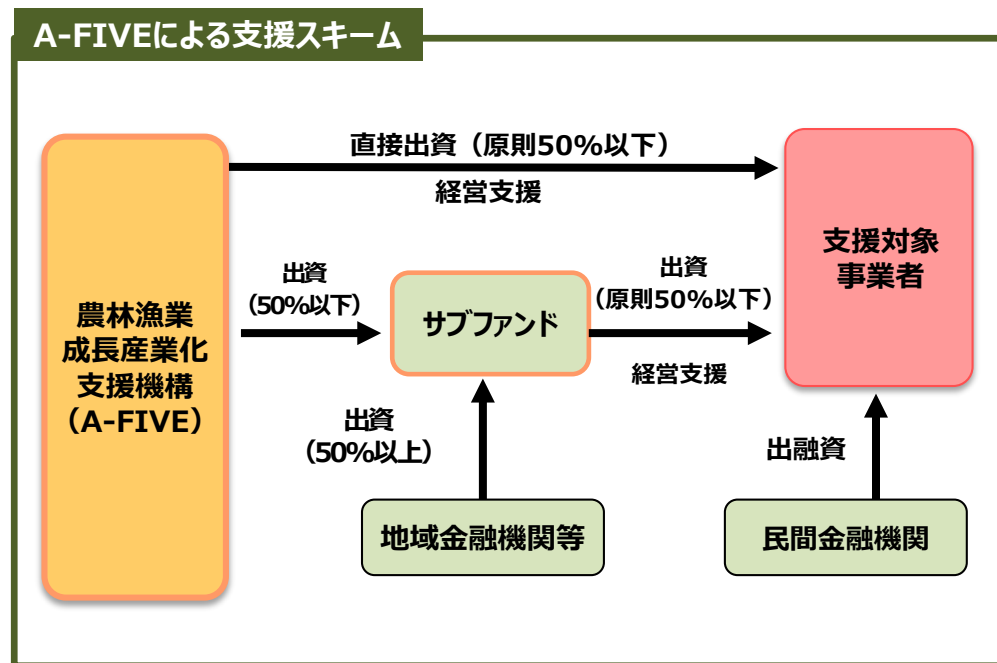 A-FIVEによる支援スキーム
直接出資（原則50%以下）
経営支援
農林漁業
成長産業化
支援機構
（A-FIVE）
出資
（50%以下）
サブファンド
出資
（原則50%以下）
経営支援
支援対象
事業者
出資
（50%以上）
出融資
地域金融機関等
民間金融機関